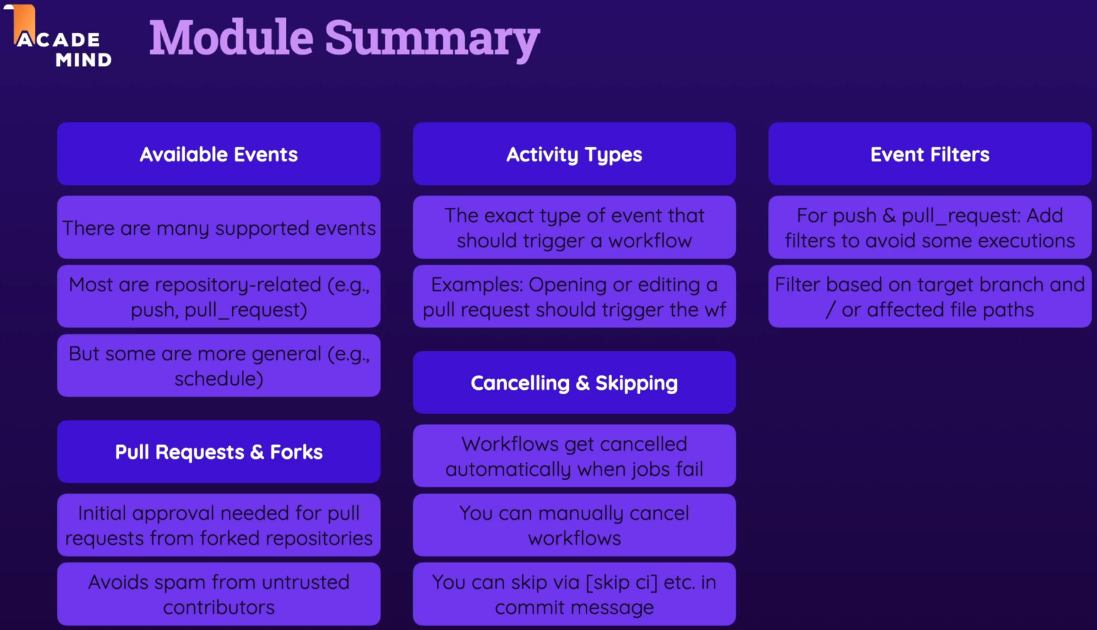 ACADE
MIND
Module Summary
Available Events
There are many supported events
Most are repository-related (e.g.,
push, pull_request)
But some are more general (e.g.,
schedule)
Pull Requests & Forks
Initial approval needed for pull
requests from forked repositories
Avoids spam from untrusted
contributors
Activity Types
The exact type of event that
should trigger a workflow
Examples: Opening or editing a
pull request should trigger the wf
Cancelling & Skipping
Workflows get cancelled
automatically when jobs fail
You can manually cancel
workflows
You can skip via [skip ci] etc. in
commit message
Event Filters
For push & pull_request: Add
filters to avoid some executions
Filter based on target branch and
/ or affected file paths